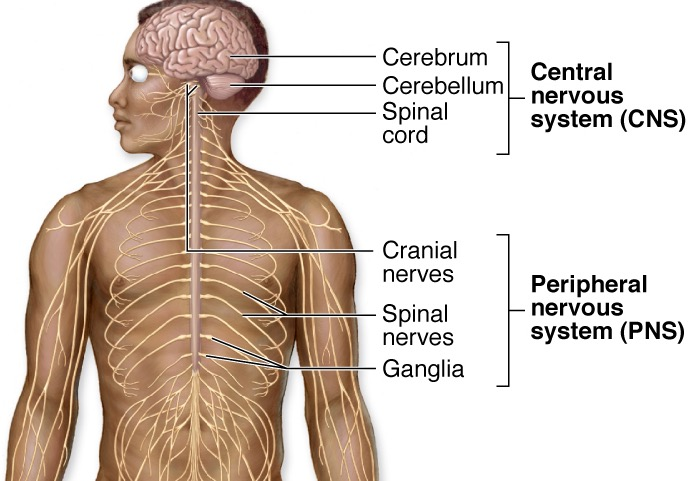 Cerebrum
Cerebellum
Spinal
cord
Central
nervous
system (CNS)
Cranial
nerves
Spinal
nerves
Ganglia
Peripheral
nervous
system (PNS)